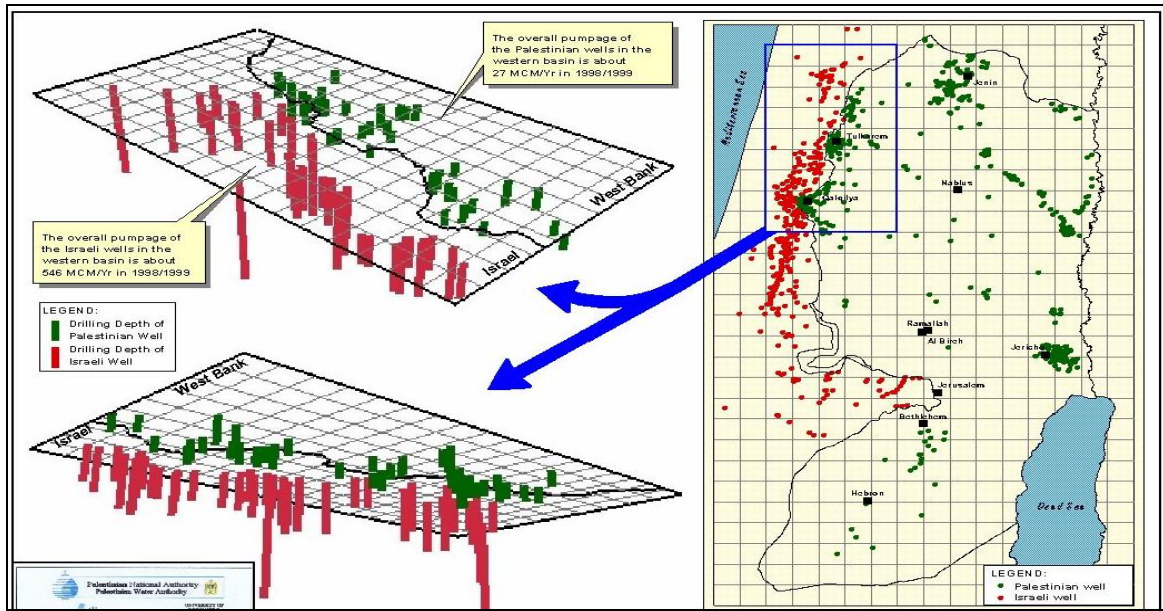 The overall pumpage of
the Palestinian wells in the
western basin is about
27 MCM/Yr in 1998/1999
West Bank
Israel
The overall pumpage of
the Israeli wells in the
western basin is about
546 MCM/Yr in 1998/1999
LEGEND:
Drilling Depth of
Palestinian Well
Drilling Depth of
Israeli Well
West Bank
Israel
Palestinian National Authority
Palestinian Water Authority
UNIVERSITY OF
Mediterranean Sea
Jenin
Tulkarem
Nablus
Qalqilya
Ramallah
Al Birch
Jericho
Jerusalem
Bethlehem
Hebron
Dead Sea
LEGEND:
Palestinian well
Israeli well